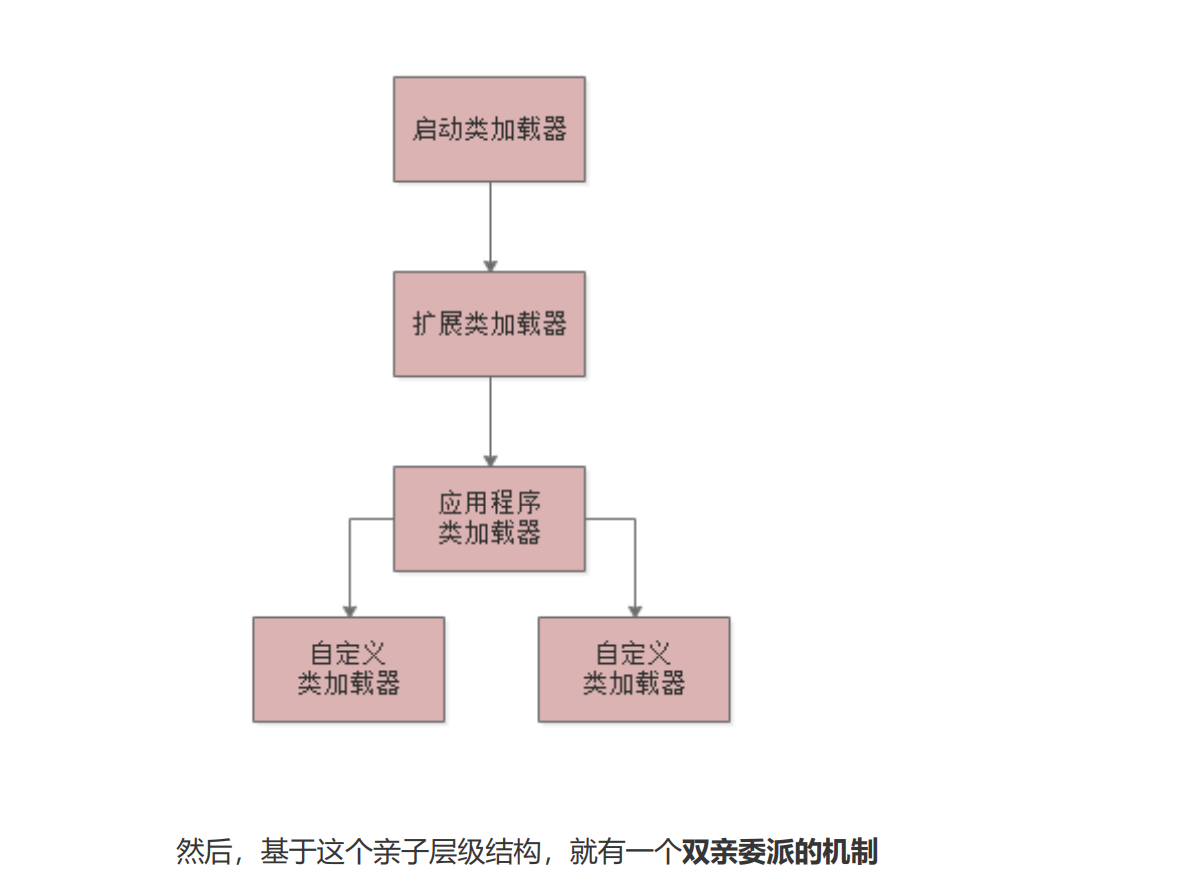 启动类加载器
扩展类加载器
应用程序
类加载器
自定义
类加载器
自定义
类加载器
然后，基于这个亲子层级结构，就有一个双亲委派的机制